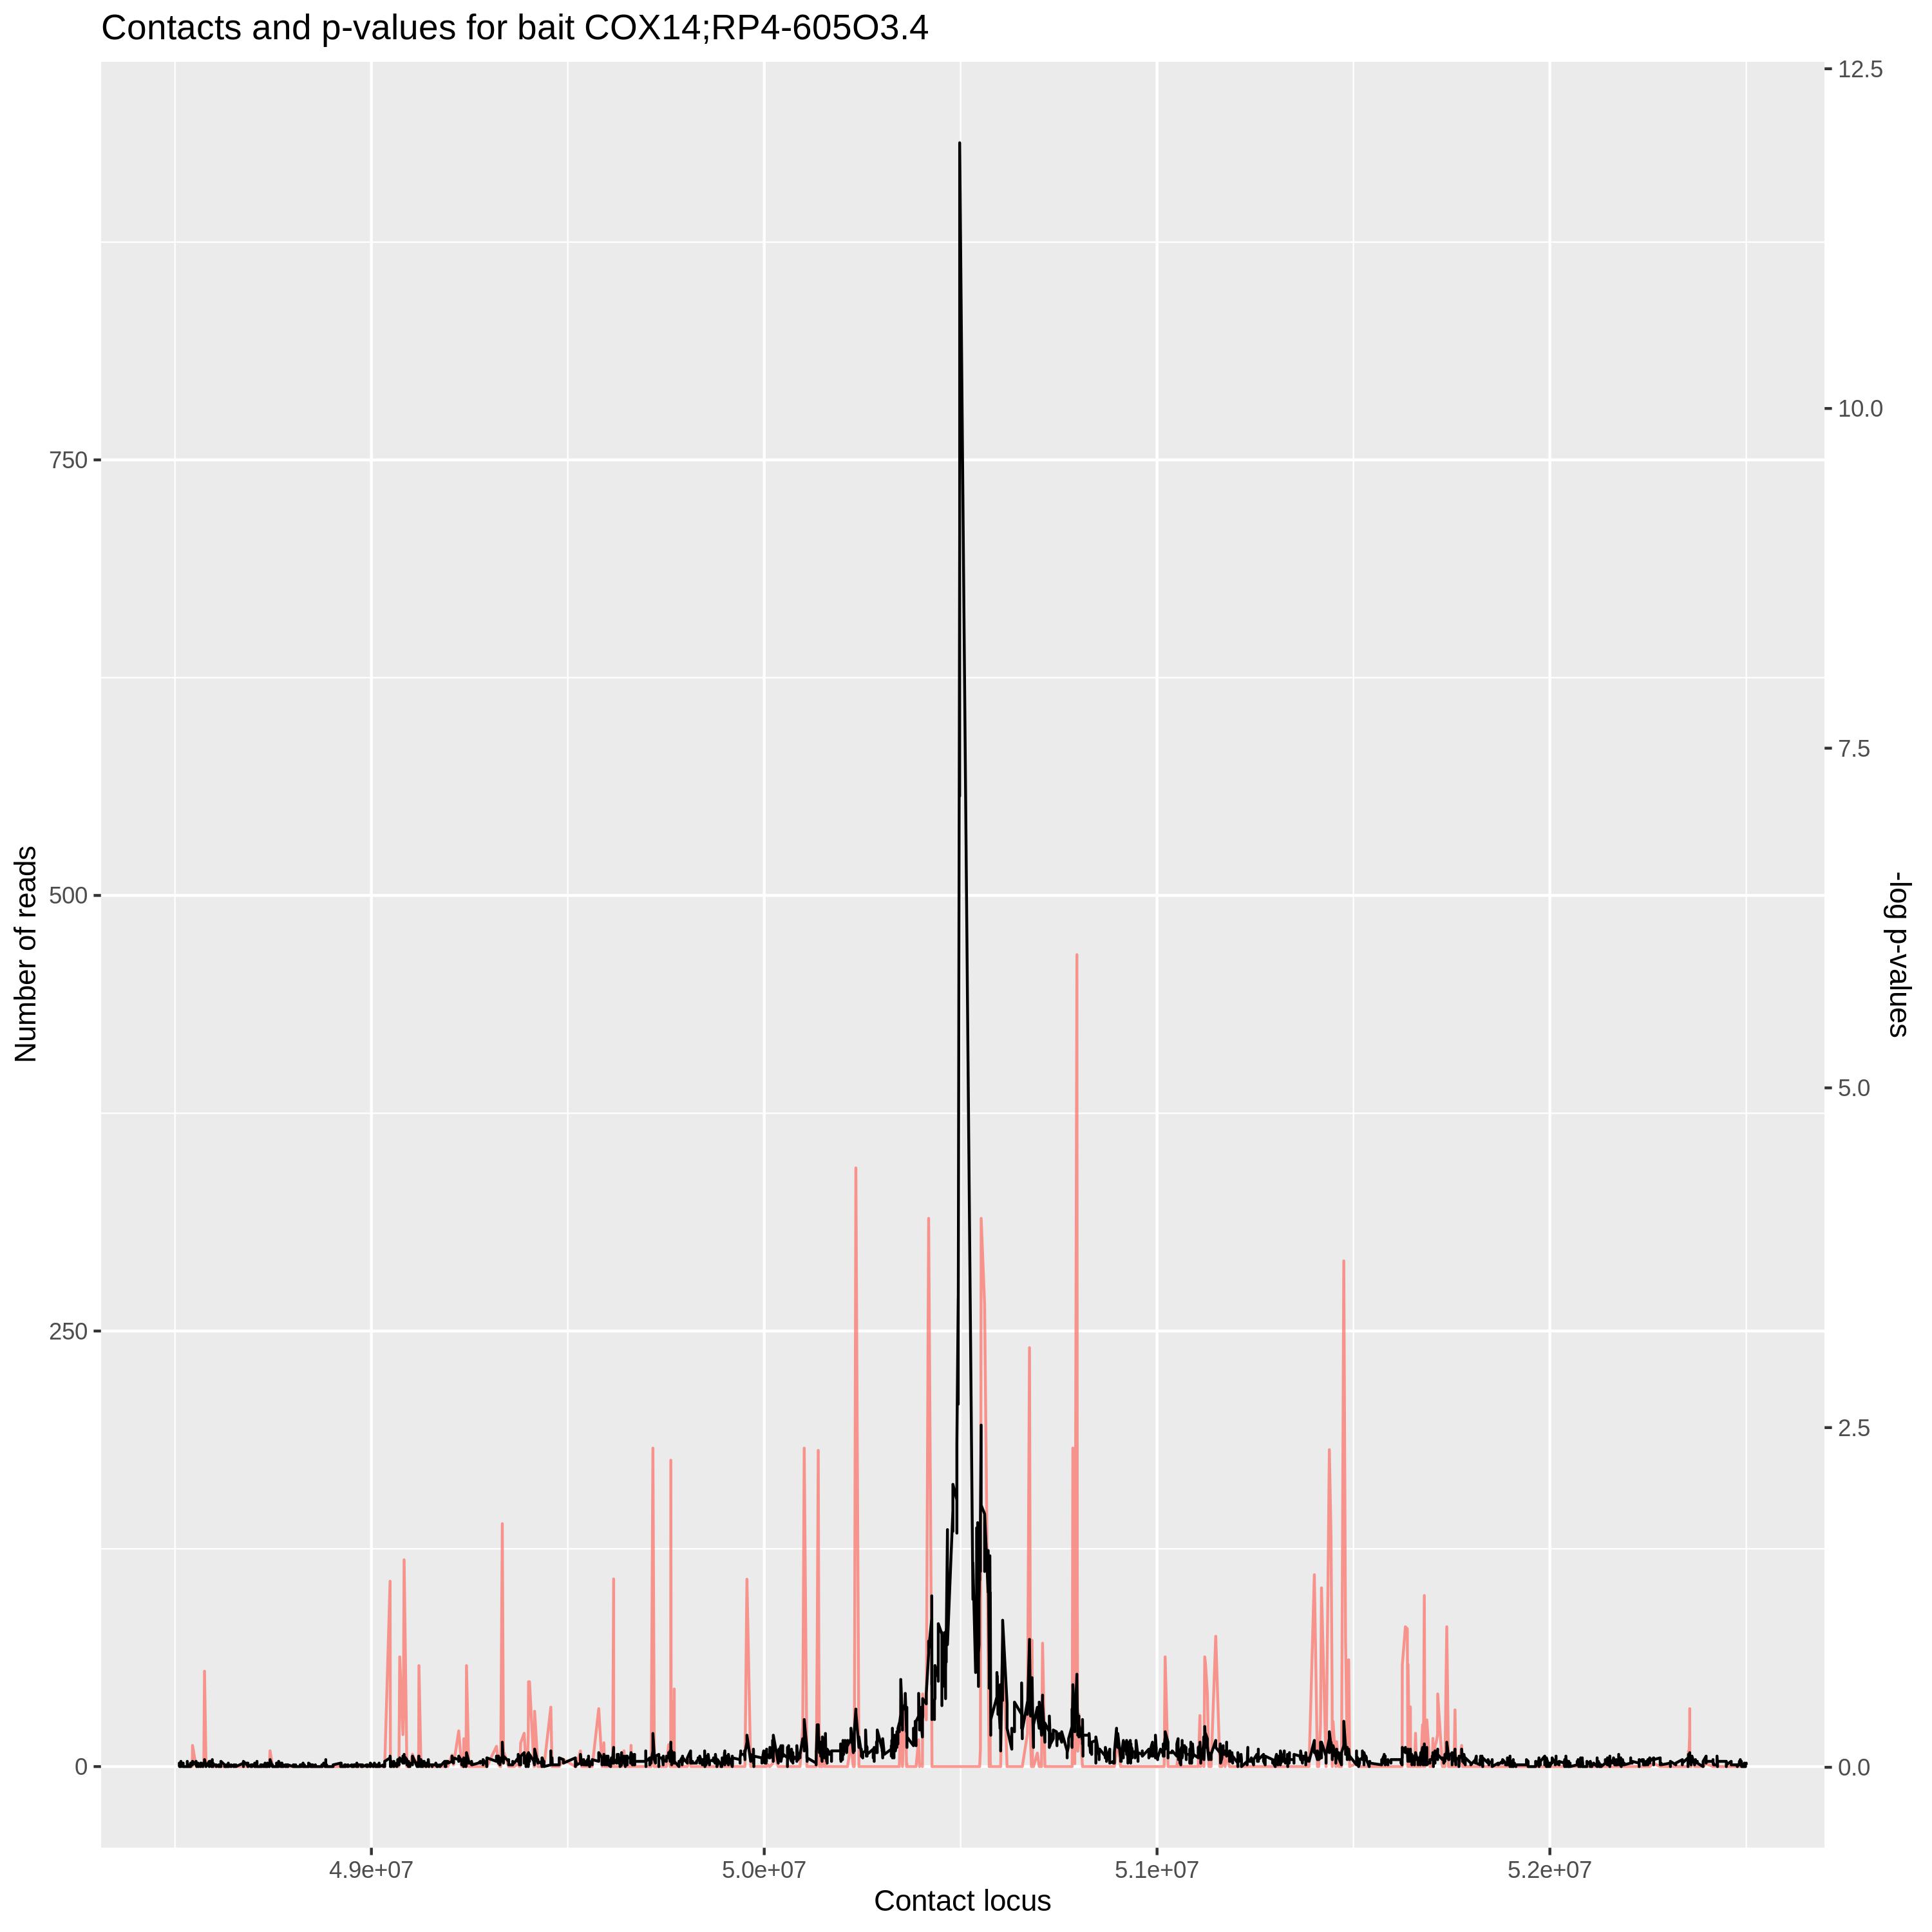 Contacts and p-values for bait COX14;RP4-605O3.4
12.5
10.0
750
7.5
500
5.0
250
2.5
0
0.0
Number of reads
-log p-values
4.9e+07
5.0e+07
5.1e+07
5.2e+07
Contact locus